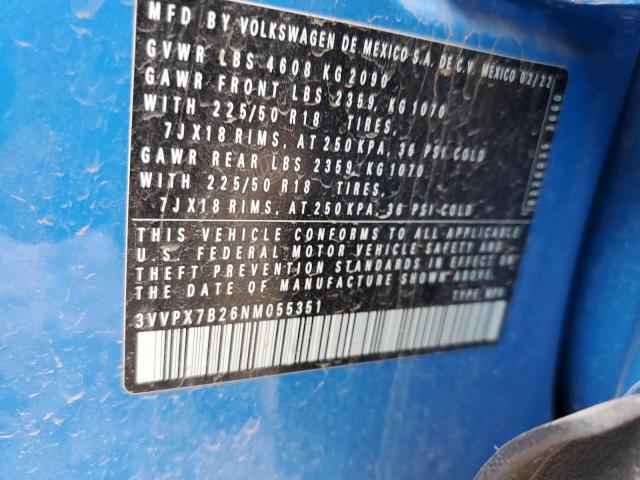 MFD BY VOLKSWAGEN DE MEXICO S.A. DE C.V. MEXICO 02/22
GVWR LBS 4608 KG 2090
GAWR FRONT LBS 2359, KG 1070
WITH 225/50 R18 TIRES,
7JX18 RIMS, AT 250 KPA, 36 PSI COLD
GAWR REAR LBS 2359, KG 1070
WITH 225/50 R18 TIRES,
7JX18 RIMS, AT 250 KPA, 36 PSI COLD
THIS VEHICLE CONFORMS TO ALL APPLICABLE
U.S. FEDERAL MOTOR VEHICLE SAFETY AND
THEFT PREVENTION STANDARDS IN EFFECT ON
THE DATE OF MANUFACTURE SHOWN ABOVE.
3VVPX7B26NM055351 TYPE: MPV